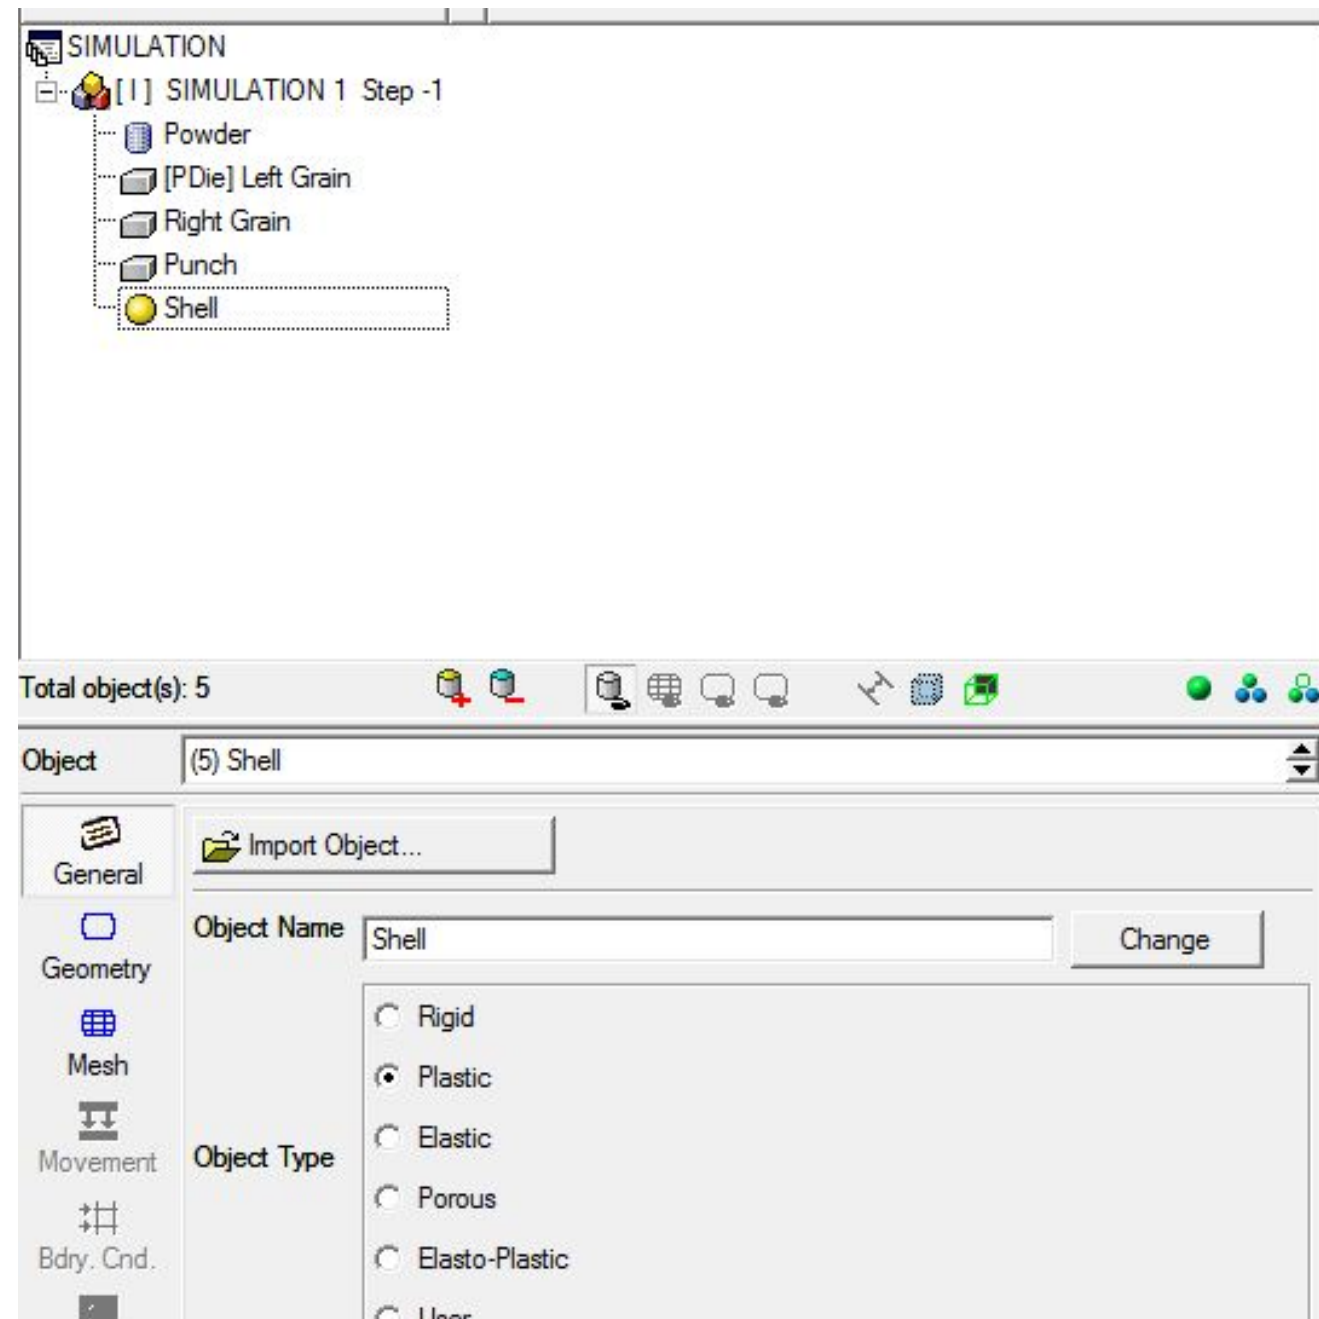 SIMULATION
[ I ] SIMULATION 1 Step -1
Powder
[PDie] Left Grain
Right Grain
Punch
Shell
Total object(s): 5
Object (5) Shell
General
Import Object...
Object Name Shell Change
Geometry
Rigid
Mesh
Plastic
Elastic
Movement Object Type
Porous
Bdry. Cnd. Elasto-Plastic
User